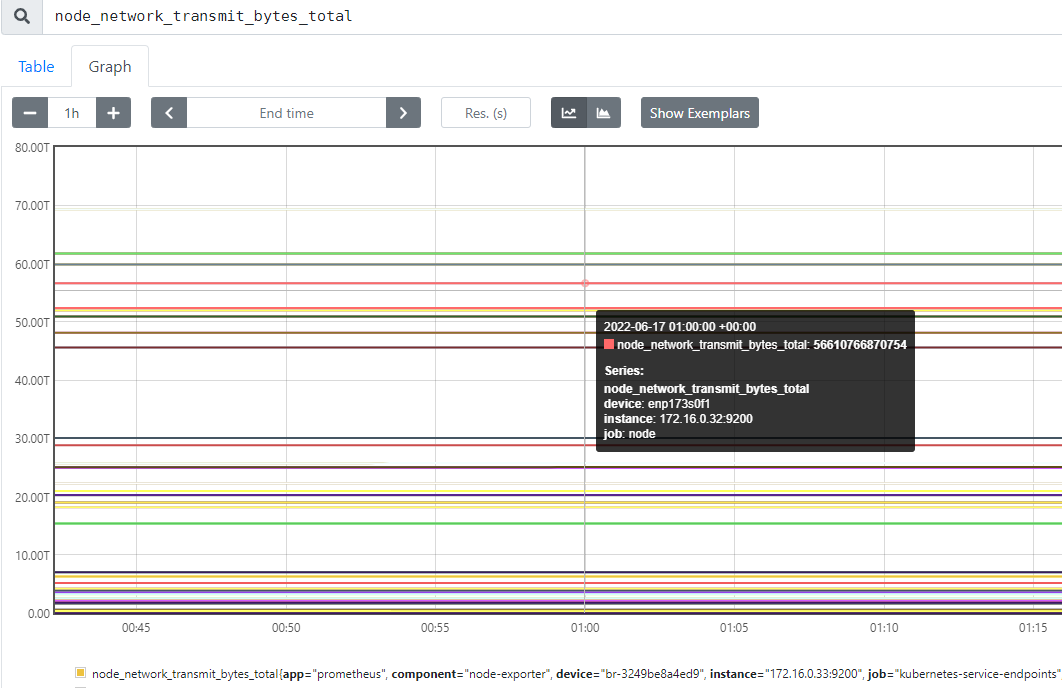 node_network_transmit_bytes_total
Table Graph
1h End time Res. (s) Show Exemplars
80.00T
70.00T
60.00T
50.00T
40.00T
30.00T
20.00T
10.00T
0.00
2022-06-17 01:00:00 +00:00
node_network_transmit_bytes_total: 56610766870754
Series:
node_network_transmit_bytes_total
device: enp173s0f1
instance: 172.16.0.32:9200
job: node
00:45 00:50 00:55 01:00 01:05 01:10 01:15
node_network_transmit_bytes_total{app="prometheus", component="node-exporter", device="br-3249be8a4ed9", instance="172.16.0.33:9200", job="kubernetes-service-endpoints"